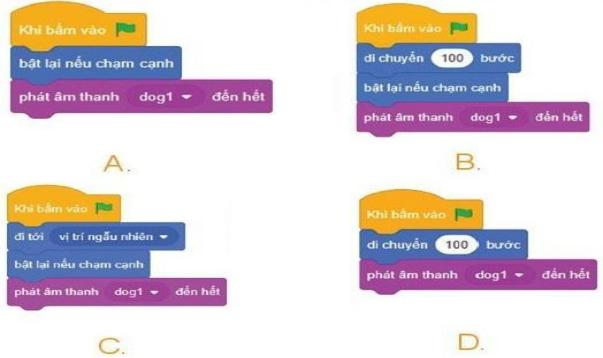 Khi bấm vào
bật lại nếu chạm cạnh
phát âm thanh dog1 đến hết
A.
Khi bấm vào
di chuyển 100 bước
bật lại nếu chạm cạnh
phát âm thanh dog1 đến hết
B.
Khi bấm vào
đi tới vị trí ngẫu nhiên
bật lại nếu chạm cạnh
phát âm thanh dog1 đến hết
C.
Khi bấm vào
di chuyển 100 bước
phát âm thanh dog1 đến hết
D.